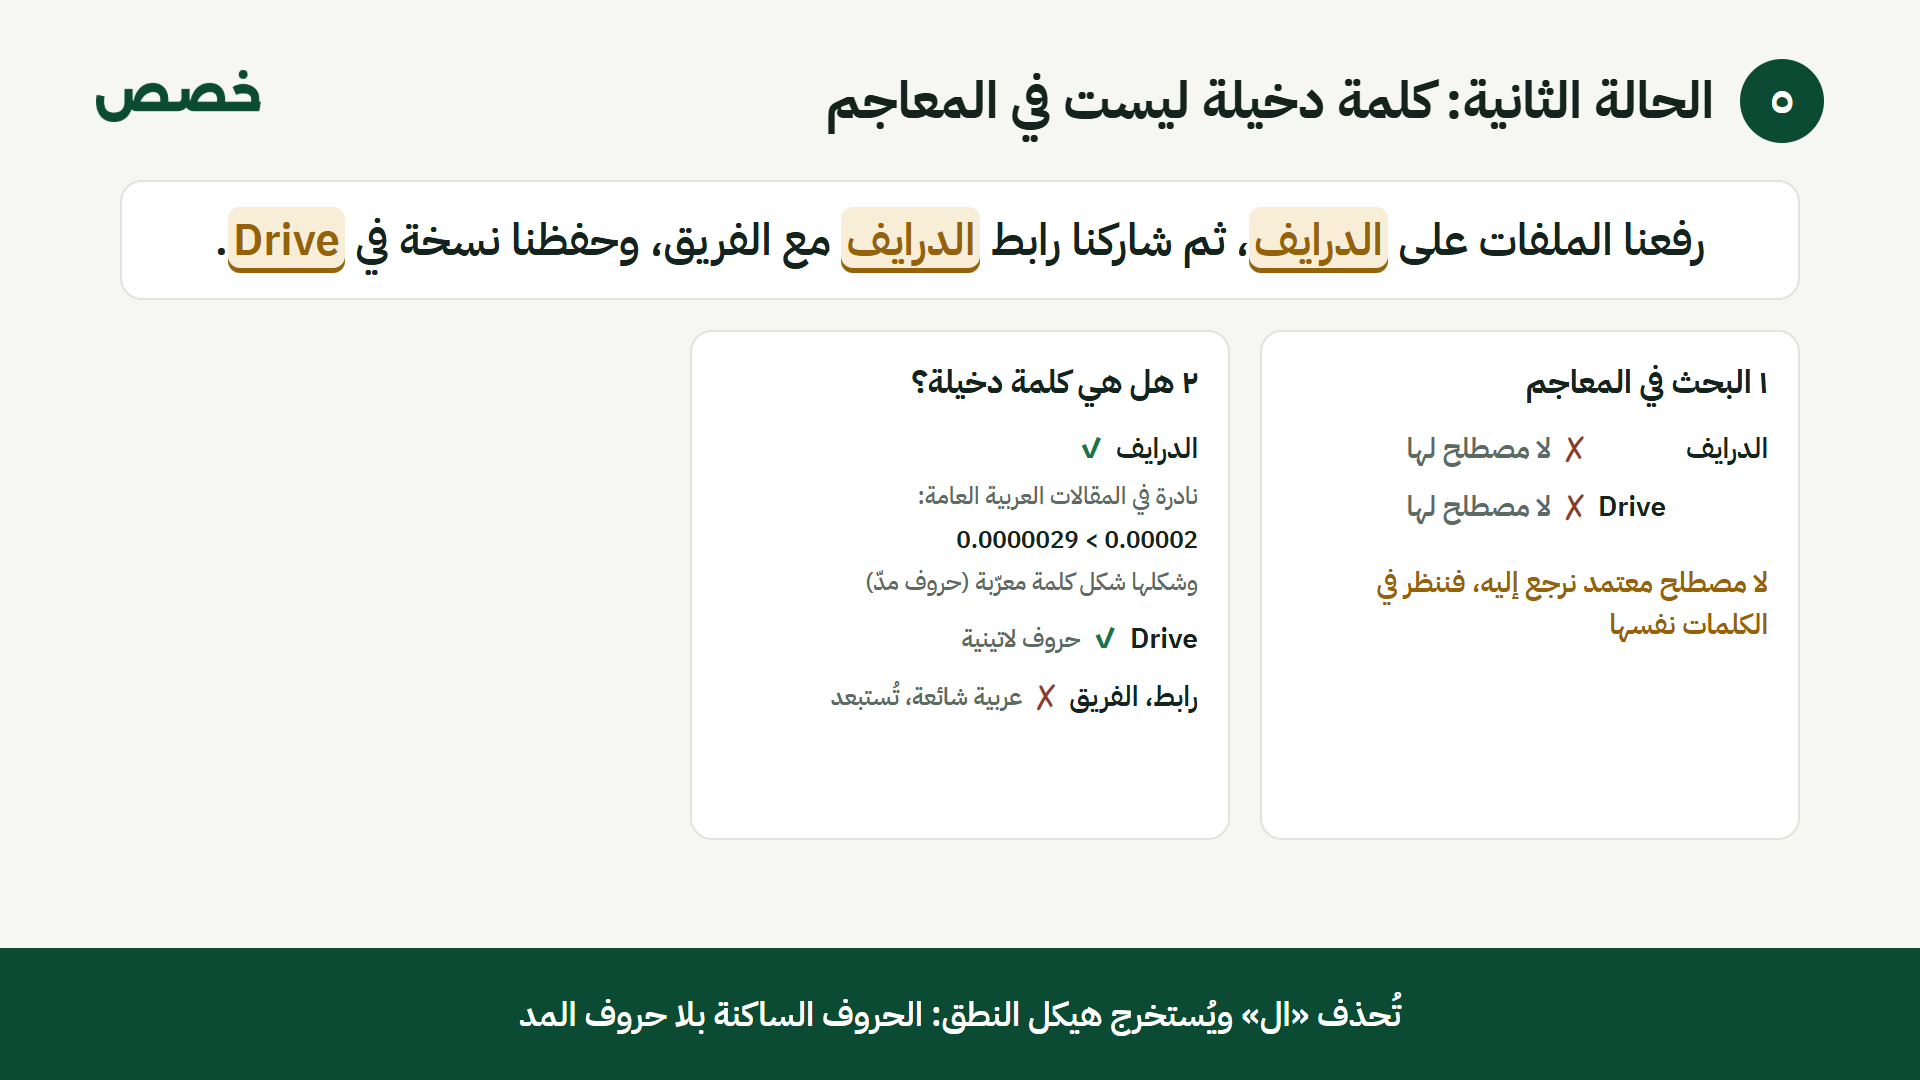 ٥
الحالة الثانية: كلمة دخيلة ليست في المعاجم
خصص
رفعنا الملفات على الدرايف، ثم شاركنا رابط الدرايف مع الفريق، وحفظنا نسخة في Drive.
١ البحث في المعاجم
الدرايف ✗ لا مصطلح لها
Drive ✗ لا مصطلح لها
لا مصطلح معتمد نرجع إليه، فننظر في
الكلمات نفسها
٢ هل هي كلمة دخيلة؟
الدرايف ✓
نادرة في المقالات العربية العامة:
0.0000029 < 0.00002
وشكلها شكل كلمة معرّبة (حروف مدّ)
Drive ✓ حروف لاتينية
رابط، الفريق ✗ عربية شائعة، تُستبعد
تُحذف «ال» ويُستخرج هيكل النطق: الحروف الساكنة بلا حروف المد